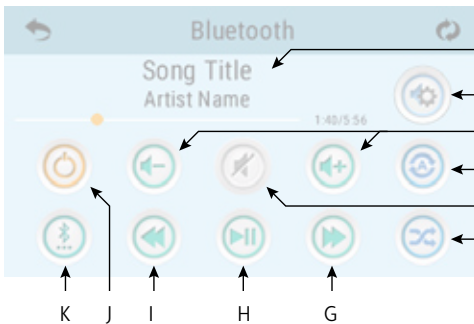 Bluetooth
Song Title
Artist Name
1:40/5:56
A
K J I H G